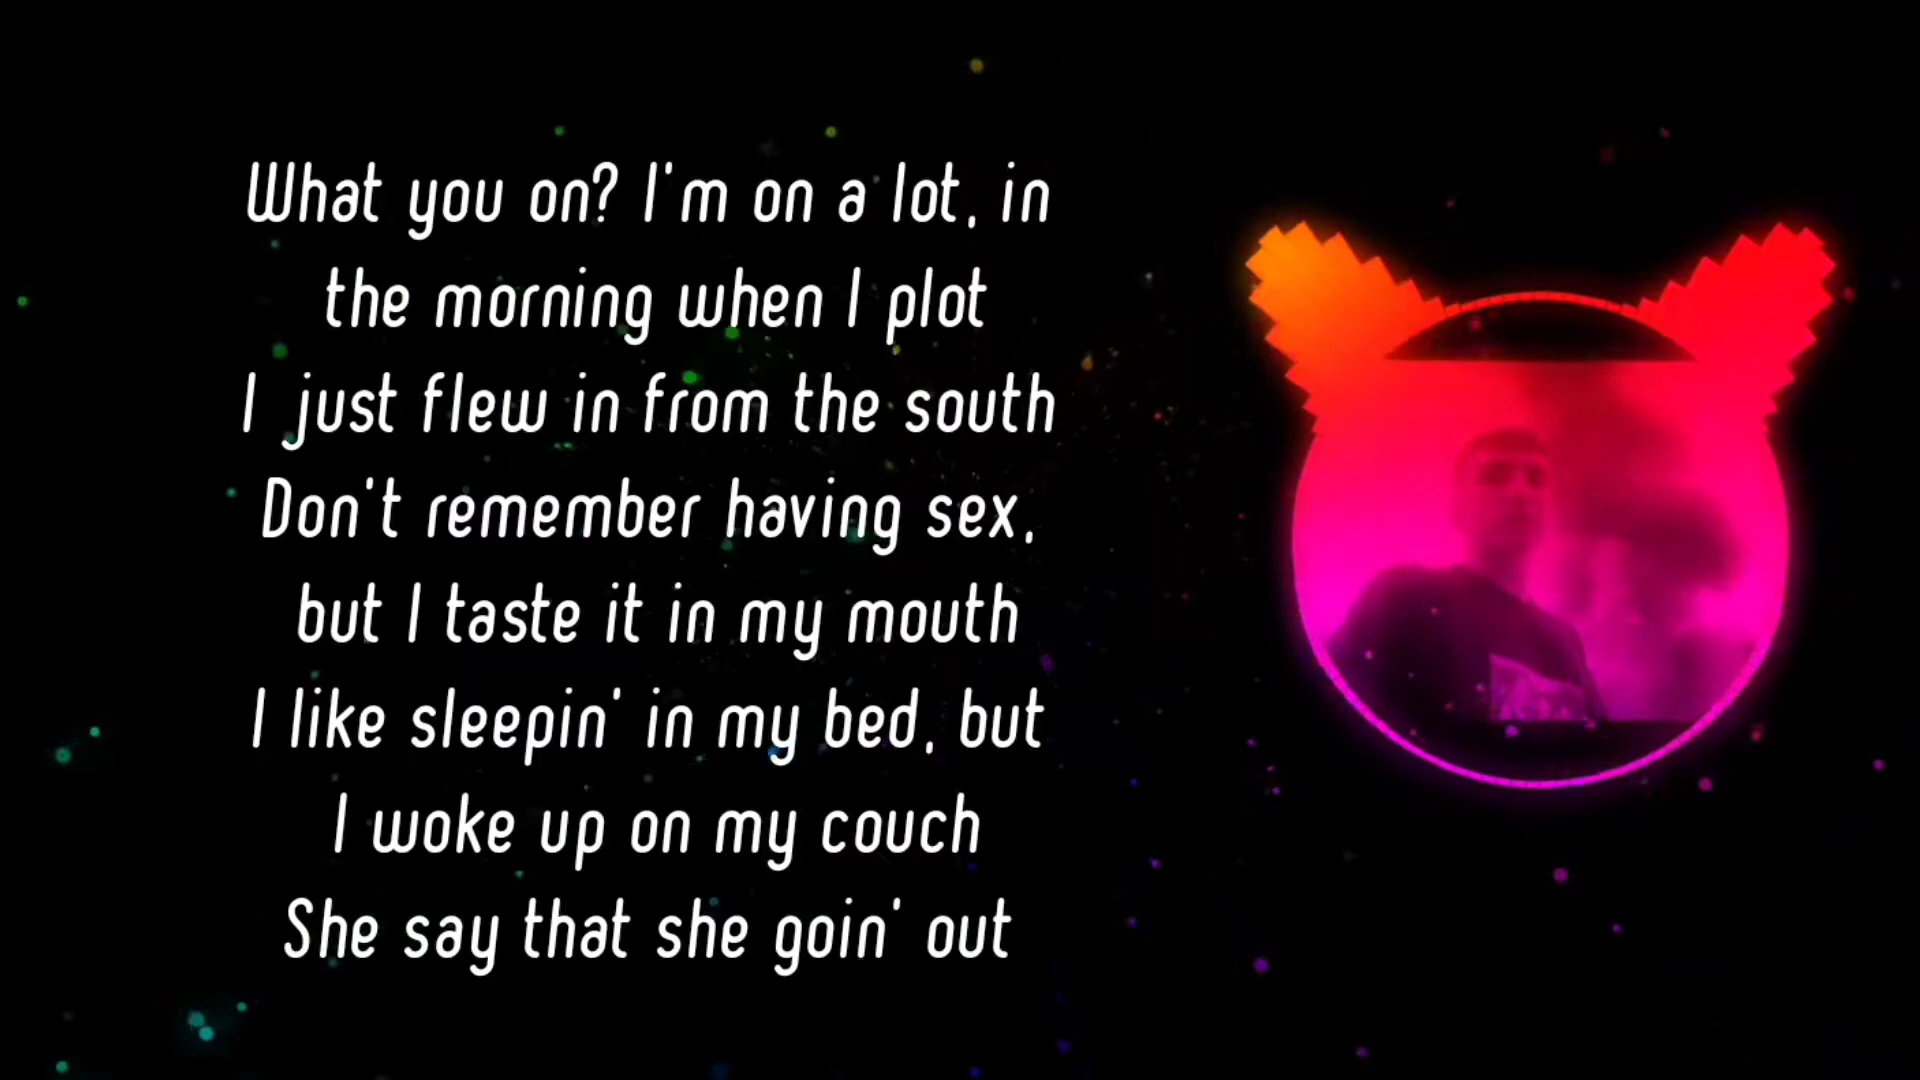 What you on? I'm on a lot, in
the morning when I plot
I just flew in from the south
Don't remember having sex,
but I taste it in my mouth
I like sleepin' in my bed, but
I woke up on my couch
She say that she goin' out